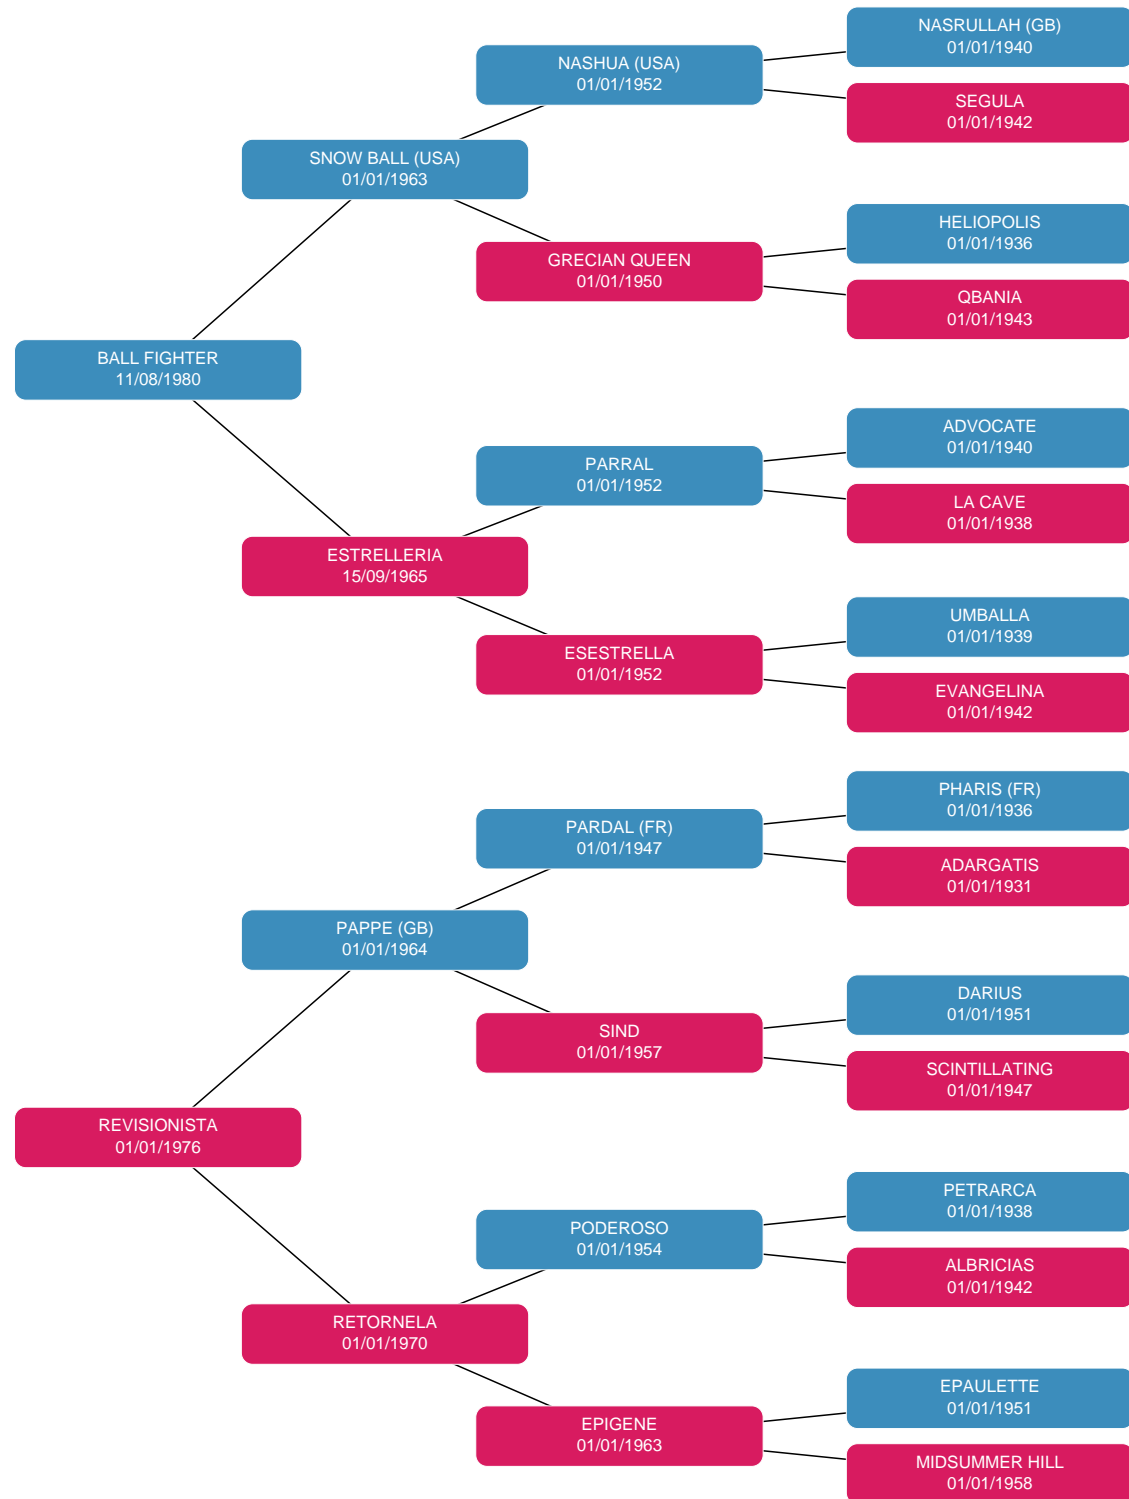 NASRULLAH (GB)
01/01/1940
NASHUA (USA)
01/01/1952
SEGULA
01/01/1942
SNOW BALL (USA)
01/01/1963
HELIOPOLIS
01/01/1936
GRECIAN QUEEN
01/01/1950
QBANIA
01/01/1943
BALL FIGHTER
11/08/1980
ADVOCATE
01/01/1940
PARRAL
01/01/1952
LA CAVE
01/01/1938
ESTRELLERIA
15/09/1965
UMBALLA
01/01/1939
ESESTRELLA
01/01/1952
EVANGELINA
01/01/1942
PHARIS (FR)
01/01/1936
PARDAL (FR)
01/01/1947
ADARGATIS
01/01/1931
PAPPE (GB)
01/01/1964
DARIUS
01/01/1951
SIND
01/01/1957
SCINTILLATING
01/01/1947
REVISIONISTA
01/01/1976
PETRARCA
01/01/1938
PODEROSO
01/01/1954
ALBRICIAS
01/01/1942
RETORNELA
01/01/1970
EPAULETTE
01/01/1951
EPIGENE
01/01/1963
MIDSUMMER HILL
01/01/1958